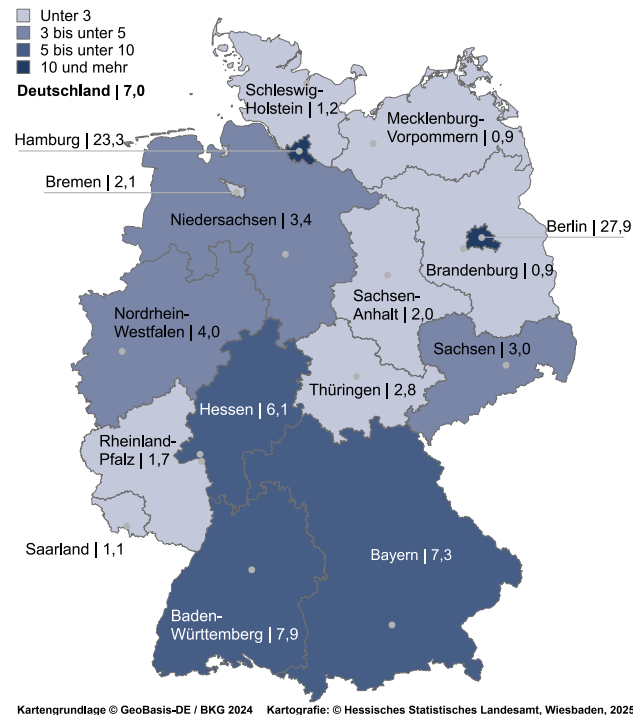 Unter 3
3 bis unter 5
5 bis unter 10
10 und mehr
Deutschland | 7,0
Schleswig-
Holstein | 1,2
Mecklenburg-
Vorpommern | 0,9
Hamburg | 23,3
Bremen | 2,1
Niedersachsen | 3,4
Berlin | 27,9
Brandenburg | 0,9
Sachsen-
Anhalt | 2,0
Nordrhein-
Westfalen | 4,0
Sachsen | 3,0
Thüringen | 2,8
Hessen | 6,1
Rheinland-
Pfalz | 1,7
Saarland | 1,1
Bayern | 7,3
Baden-
Württemberg | 7,9
Kartengrundlage © GeoBasis-DE / BKG 2024 Kartografie: © Hessisches Statistisches Landesamt, Wiesbaden, 2025